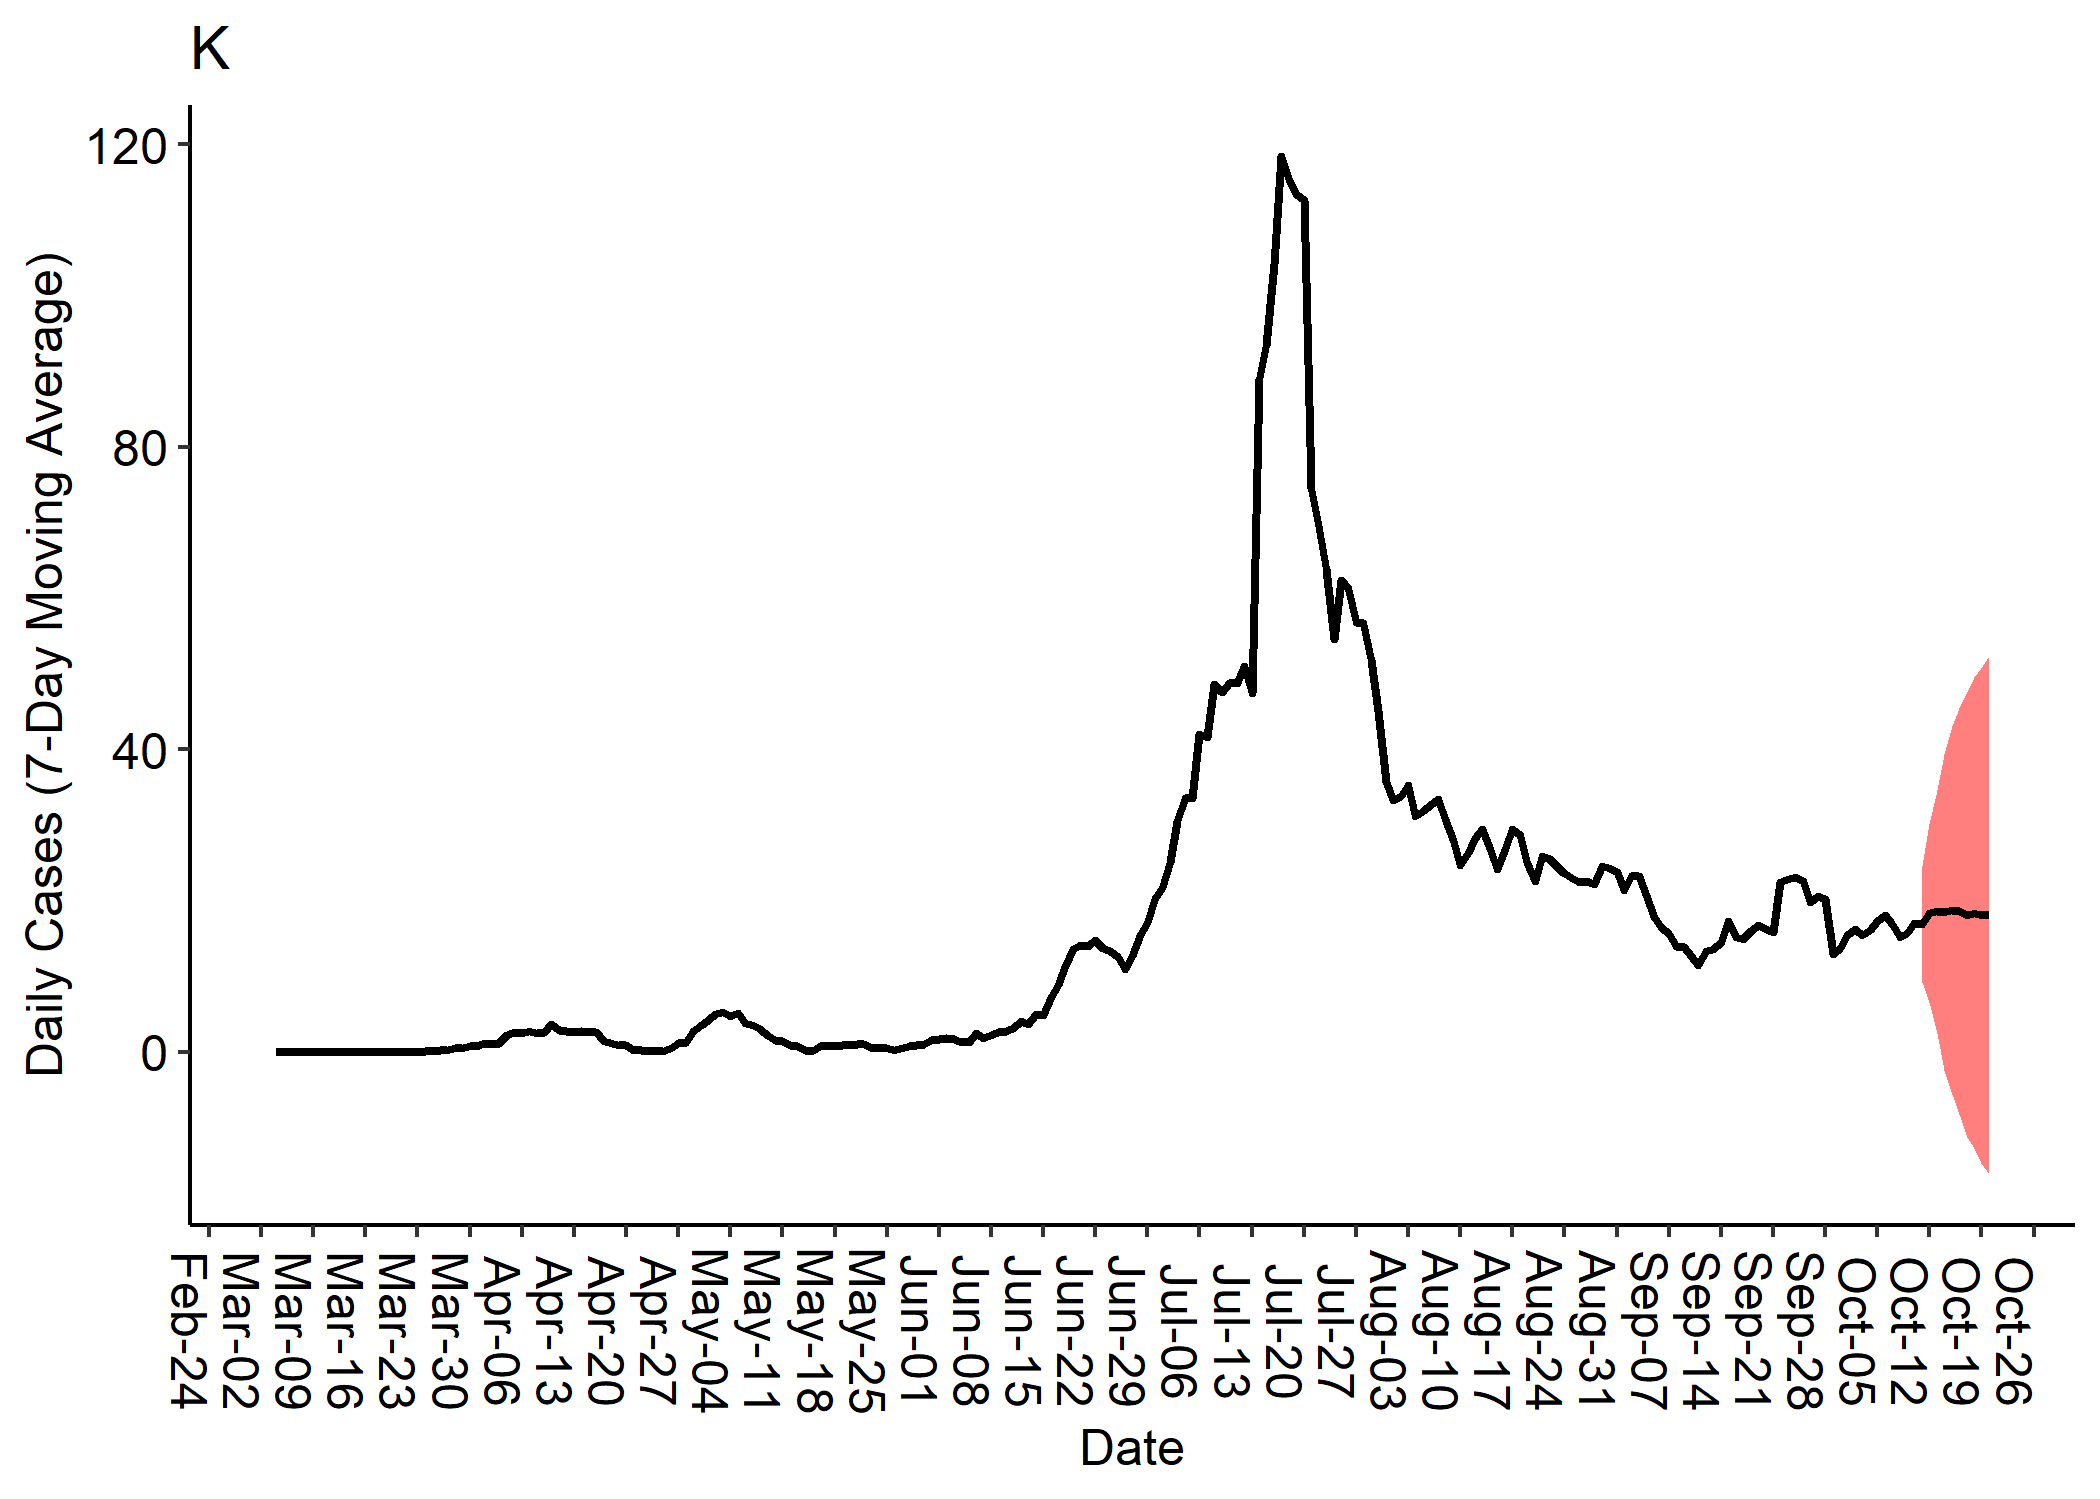 K
Daily Cases (7-Day Moving Average)
120
80
40
0
Feb-24
Mar-02
Mar-09
Mar-16
Mar-23
Mar-30
Apr-06
Apr-13
Apr-20
Apr-27
May-04
May-11
May-18
May-25
Jun-01
Jun-08
Jun-15
Jun-22
Jun-29
Jul-06
Jul-13
Jul-20
Jul-27
Aug-03
Aug-10
Aug-17
Aug-24
Aug-31
Sep-07
Sep-14
Sep-21
Sep-28
Oct-05
Oct-12
Oct-19
Oct-26
Date